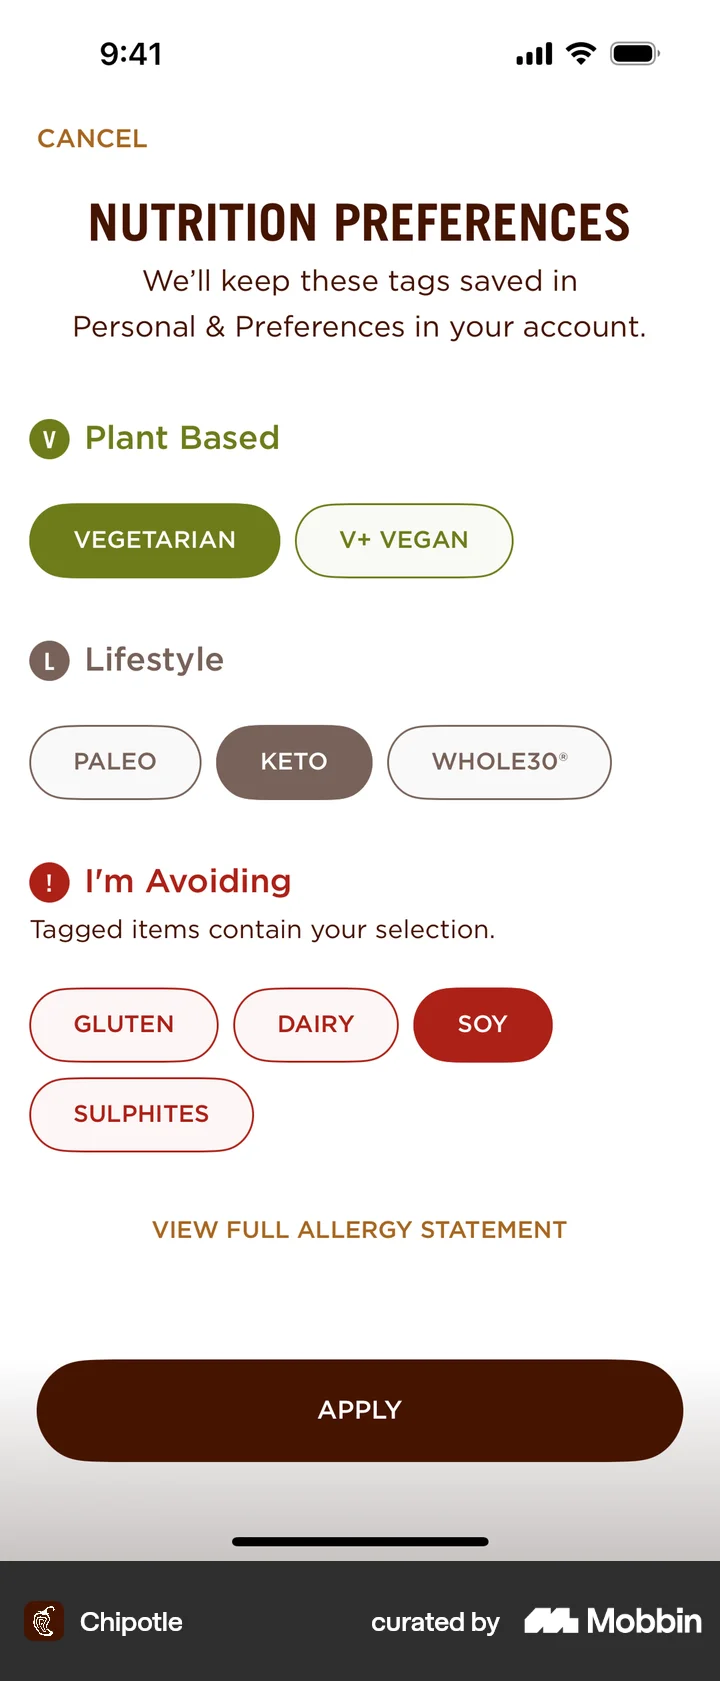 9:41
CANCEL
NUTRITION PREFERENCES
We’ll keep these tags saved in
Personal & Preferences in your account.
V Plant Based
VEGETARIAN V+ VEGAN
L Lifestyle
PALEO KETO WHOLE30®
! I'm Avoiding
Tagged items contain your selection.
GLUTEN DAIRY SOY
SULPHITES
VIEW FULL ALLERGY STATEMENT
APPLY
Chipotle curated by Mobbin